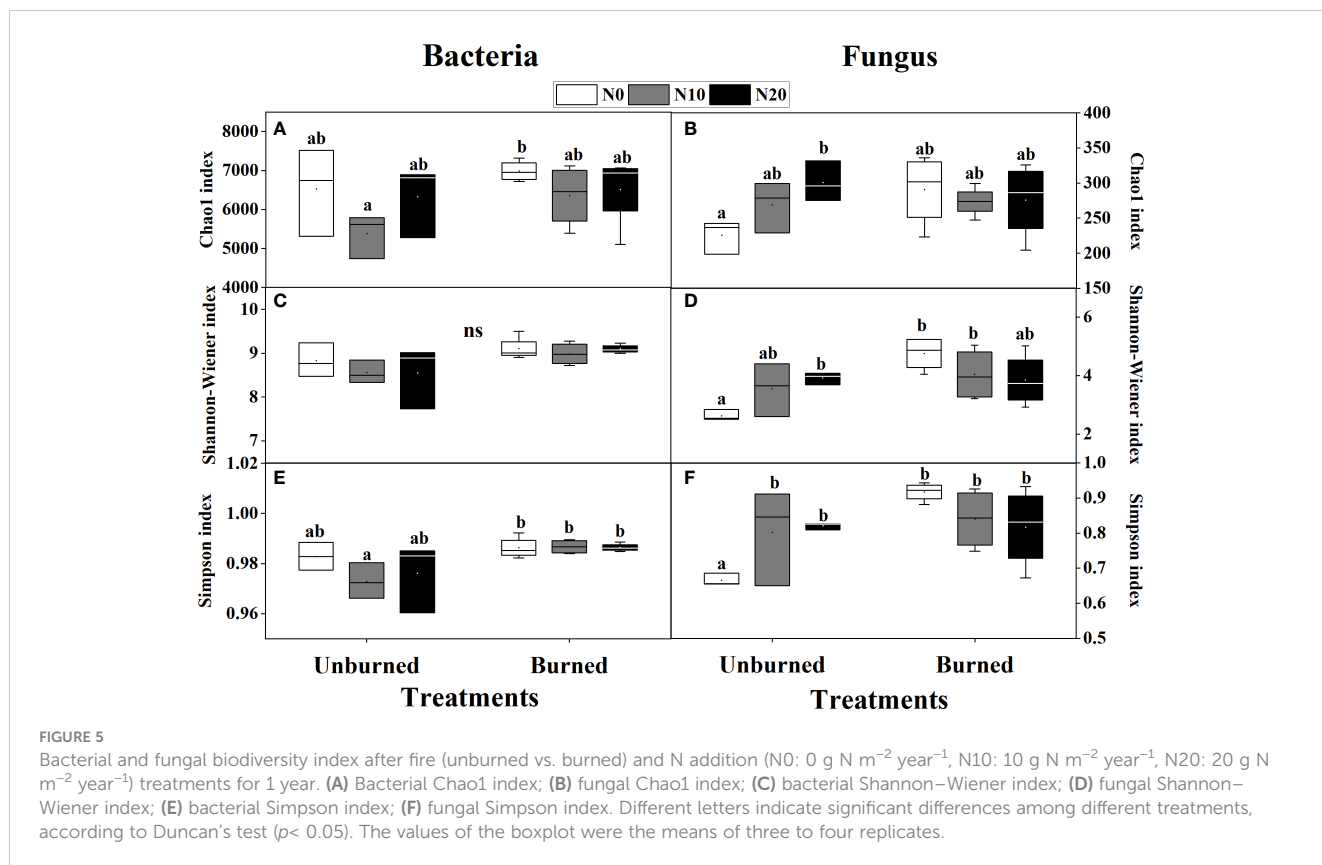 Bacteria
Fungus
N0 N10 N20
A
Chao1 index
8000
7000
6000
5000
4000
ab
a
ab
b
ab
ab
B
a
ab
b
ab
ab
ab
400
350
300
250
200
150
Chao1 index
C
Shannon-Wiener index
10
9
8
7
ns
D
a
ab
b
b
b
ab
6
4
2
Shannon-Wiener index
E
Simpson index
1.02
1.00
0.98
0.96
ab
a
ab
b
b
b
F
a
b
b
b
b
b
1.0
0.9
0.8
0.7
0.6
0.5
Simpson index
Unburned Burned
Treatments
Unburned Burned
Treatments
FIGURE 5
Bacterial and fungal biodiversity index after fire (unburned vs. burned) and N addition (N0: 0 g N m⁻² year⁻¹, N10: 10 g N m⁻² year⁻¹, N20: 20 g N
m⁻² year⁻¹) treatments for 1 year. (A) Bacterial Chao1 index; (B) fungal Chao1 index; (C) bacterial Shannon–Wiener index; (D) fungal Shannon–
Wiener index; (E) bacterial Simpson index; (F) fungal Simpson index. Different letters indicate significant differences among different treatments,
according to Duncan's test (p< 0.05). The values of the boxplot were the means of three to four replicates.